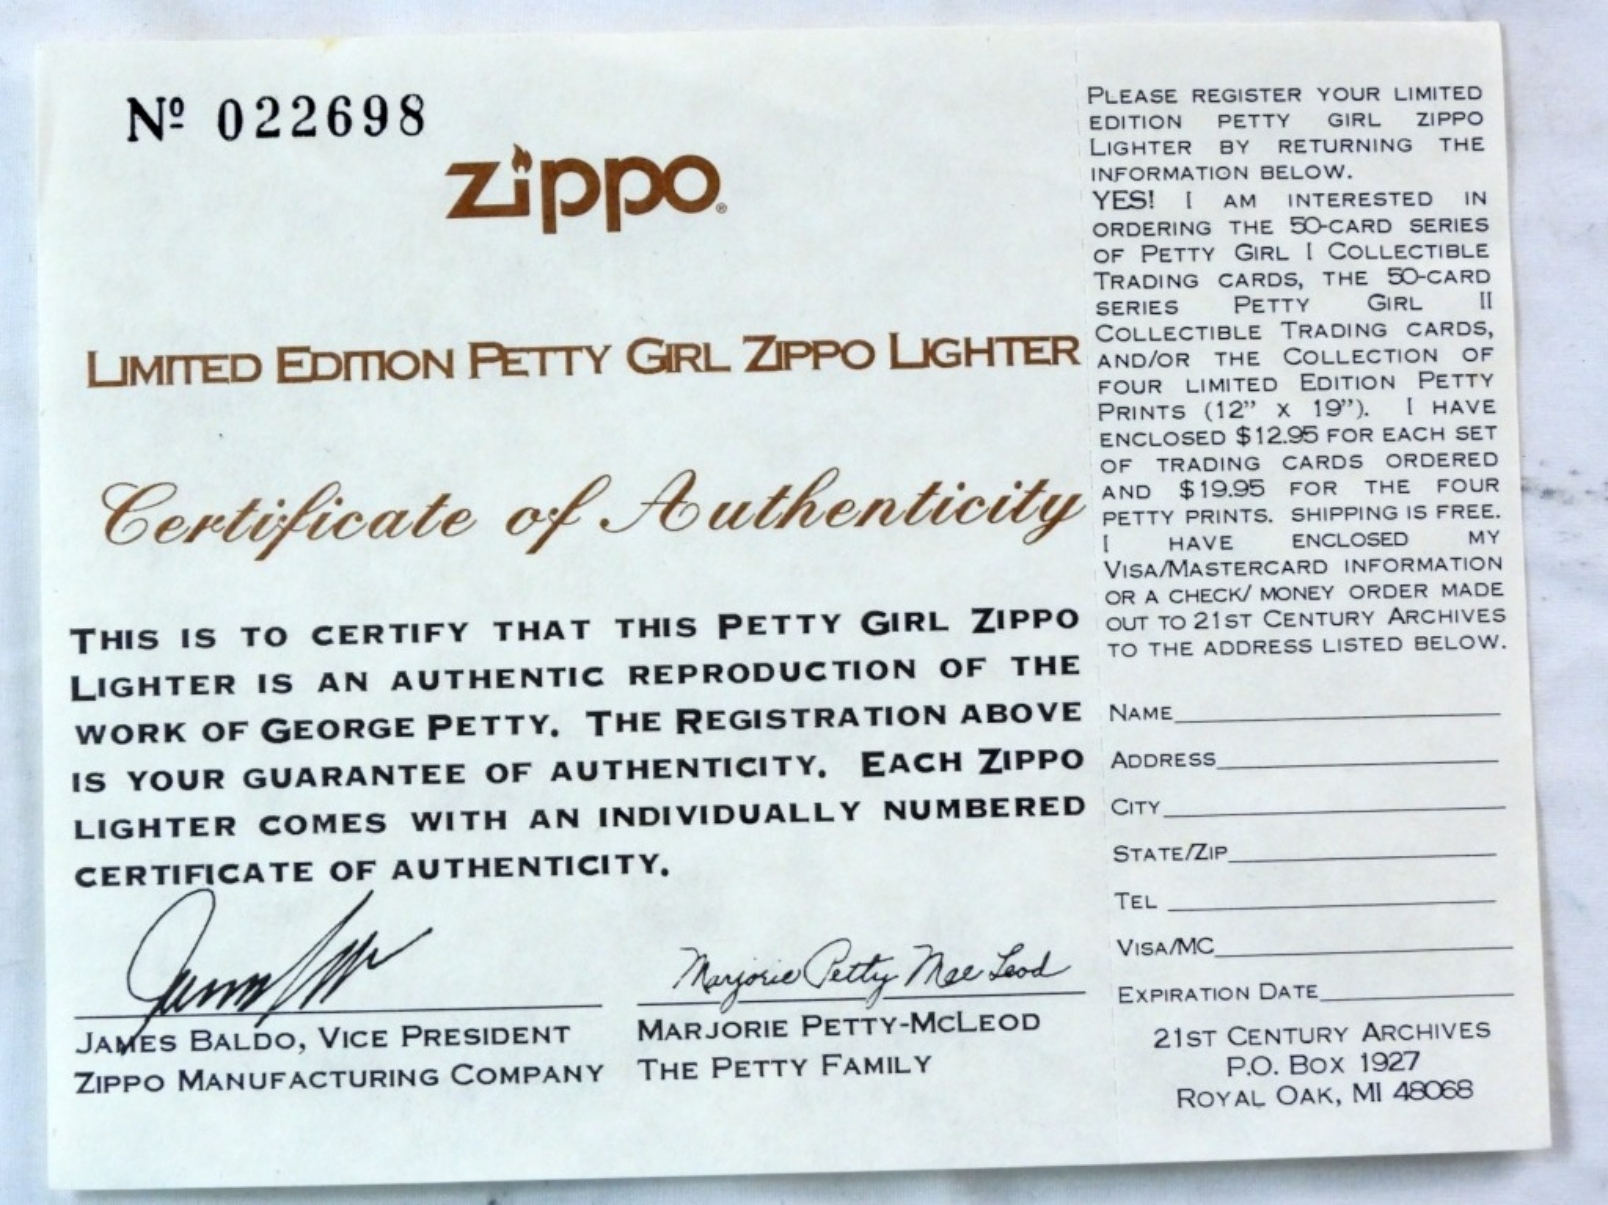 Nº 022698
zippo®
LIMITED EDITION PETTY GIRL ZIPPO LIGHTER
Certificate of Authenticity
THIS IS TO CERTIFY THAT THIS PETTY GIRL ZIPPO
LIGHTER IS AN AUTHENTIC REPRODUCTION OF THE
WORK OF GEORGE PETTY. THE REGISTRATION ABOVE
IS YOUR GUARANTEE OF AUTHENTICITY. EACH ZIPPO
LIGHTER COMES WITH AN INDIVIDUALLY NUMBERED
CERTIFICATE OF AUTHENTICITY.
JAMES BALDO, VICE PRESIDENT
ZIPPO MANUFACTURING COMPANY
Marjorie Petty Mac Leod
MARJORIE PETTY-MCLEOD
THE PETTY FAMILY
PLEASE REGISTER YOUR LIMITED
EDITION PETTY GIRL ZIPPO
LIGHTER BY RETURNING THE
INFORMATION BELOW.
YES! I AM INTERESTED IN
ORDERING THE 50-CARD SERIES
OF PETTY GIRL I COLLECTIBLE
TRADING CARDS, THE 50-CARD
SERIES PETTY GIRL II
COLLECTIBLE TRADING CARDS,
AND/OR THE COLLECTION OF
FOUR LIMITED EDITION PETTY
PRINTS (12" X 19"). I HAVE
ENCLOSED $12.95 FOR EACH SET
OF TRADING CARDS ORDERED
AND $19.95 FOR THE FOUR
PETTY PRINTS. SHIPPING IS FREE.
I HAVE ENCLOSED MY
VISA/MASTERCARD INFORMATION
OR A CHECK/ MONEY ORDER MADE
OUT TO 21ST CENTURY ARCHIVES
TO THE ADDRESS LISTED BELOW.
NAME
ADDRESS
CITY
STATE/ZIP
TEL
VISA/MC
EXPIRATION DATE
21ST CENTURY ARCHIVES
P.O. BOX 1927
ROYAL OAK, MI 48068